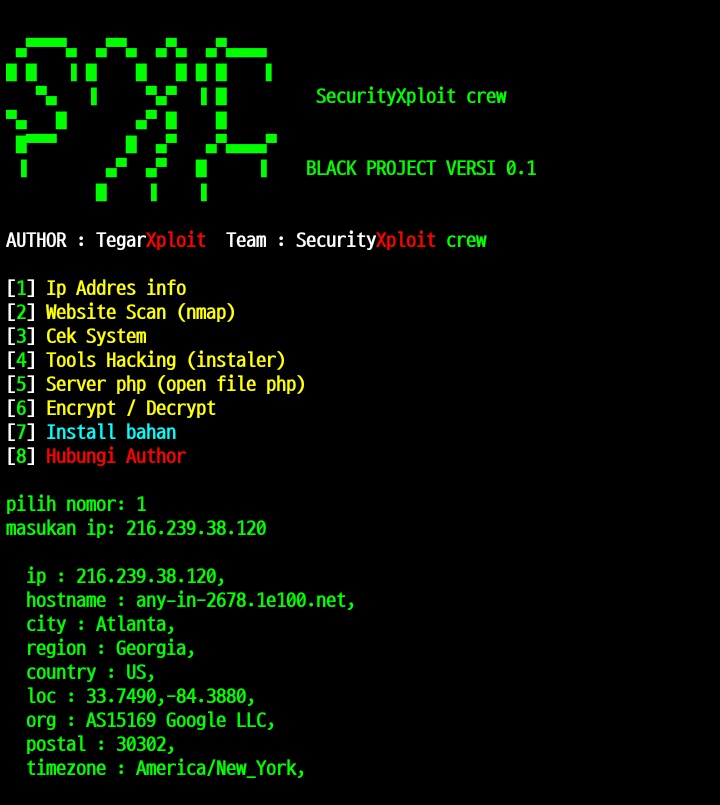 SecurityXploit crew
BLACK PROJECT VERSI 0.1
AUTHOR : TegarXploit  Team : SecurityXploit crew
[1] Ip Addres info
[2] Website Scan (nmap)
[3] Cek System
[4] Tools Hacking (instaler)
[5] Server php (open file php)
[6] Encrypt / Decrypt
[7] Install bahan
[8] Hubungi Author
pilih nomor: 1
masukan ip: 216.239.38.120
ip : 216.239.38.120,
hostname : any-in-2678.1e100.net,
city : Atlanta,
region : Georgia,
country : US,
loc : 33.7490,-84.3880,
org : AS15169 Google LLC,
postal : 30302,
timezone : America/New_York,